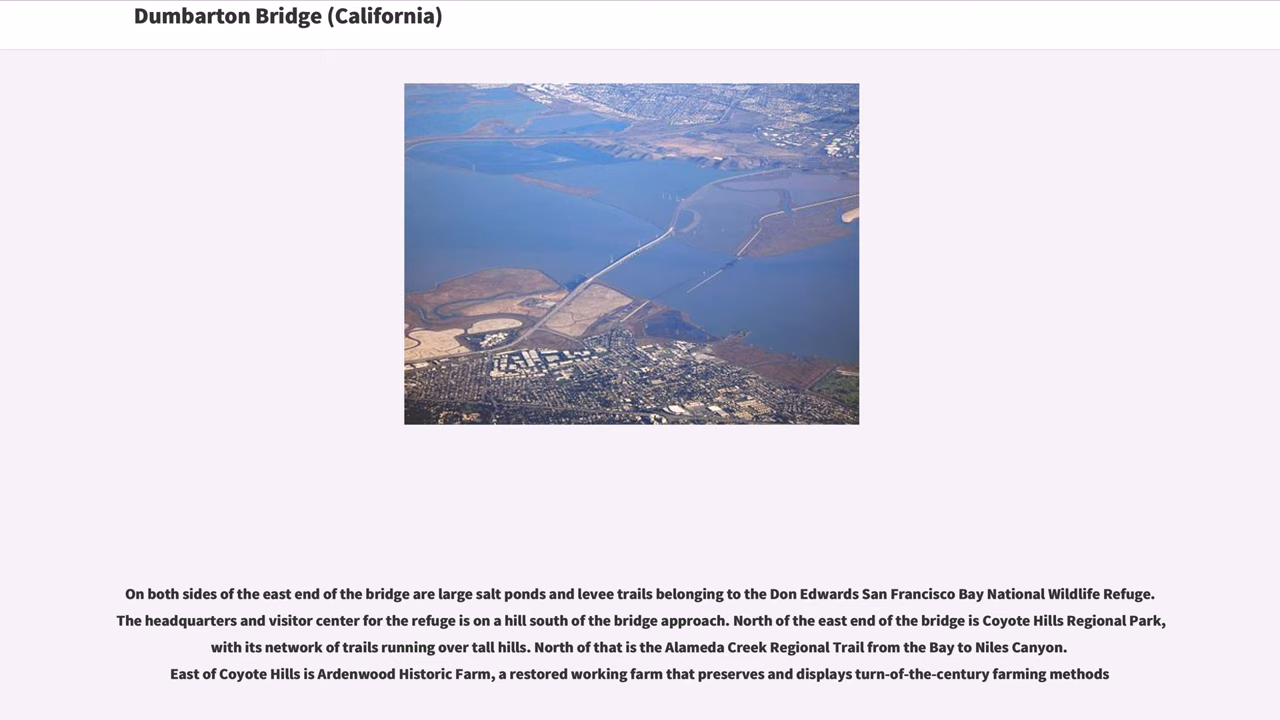 Dumbarton Bridge (California)
On both sides of the east end of the bridge are large salt ponds and levee trails belonging to the Don Edwards San Francisco Bay National Wildlife Refuge.
The headquarters and visitor center for the refuge is on a hill south of the bridge approach. North of the east end of the bridge is Coyote Hills Regional Park,
with its network of trails running over tall hills. North of that is the Alameda Creek Regional Trail from the Bay to Niles Canyon.
East of Coyote Hills is Ardenwood Historic Farm, a restored working farm that preserves and displays turn-of-the-century farming methods